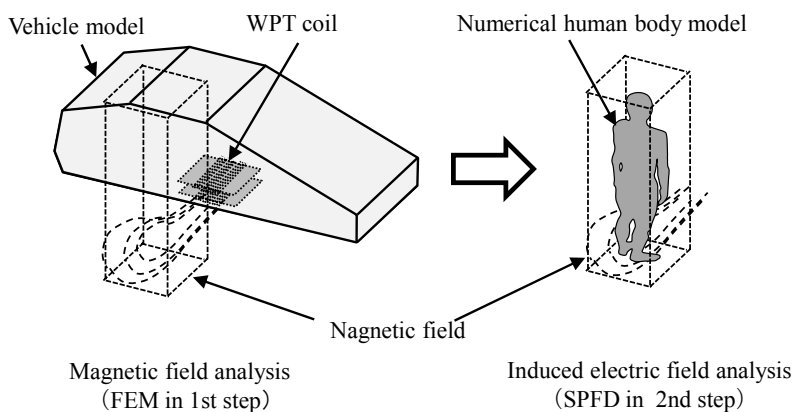 Vehicle model
WPT coil
Numerical human body model
Nagnetic field
Magnetic field analysis
（FEM in 1st step）
Induced electric field analysis
（SPFD in  2nd step）